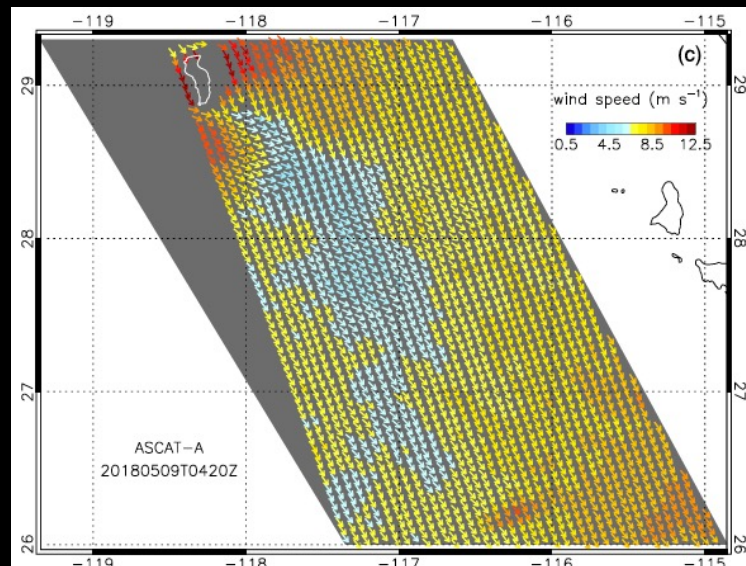 -119 -118 -117 -116 -115
(c)
wind speed (m s⁻¹)
0.5 4.5 8.5 12.5
29 29
28 28
27 27
ASCAT-A
20180509T0420Z
26 26
-119 -118 -117 -116 -115